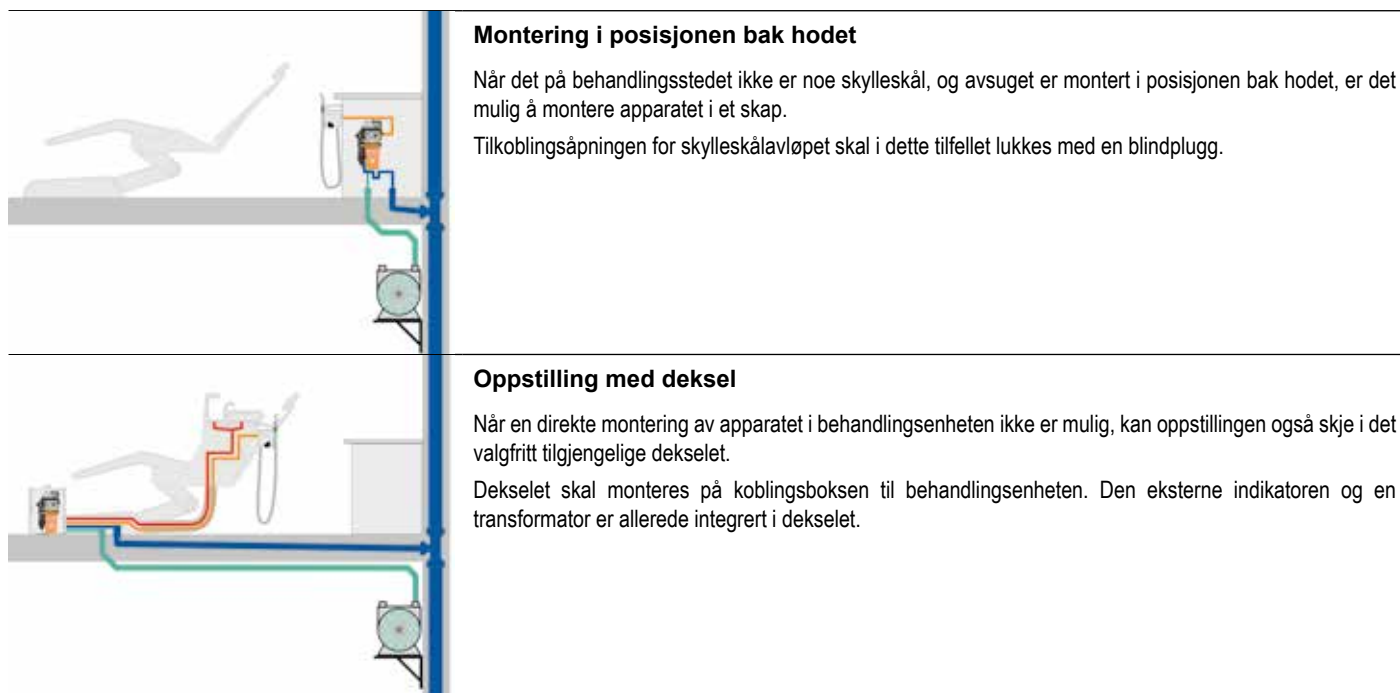 Montering i posisjonen bak hodet
Når det på behandlingsstedet ikke er noe skylleskål, og avsuget er montert i posisjonen bak hodet, er det
mulig å montere apparatet i et skap.
Tilkoblingsåpningen for skylleskålavløpet skal i dette tilfellet lukkes med en blindplugg.
Oppstilling med deksel
Når en direkte montering av apparatet i behandlingsenheten ikke er mulig, kan oppstillingen også skje i det
valgfritt tilgjengelige dekselet.
Dekselet skal monteres på koblingsboksen til behandlingsenheten. Den eksterne indikatoren og en
transformator er allerede integrert i dekselet.